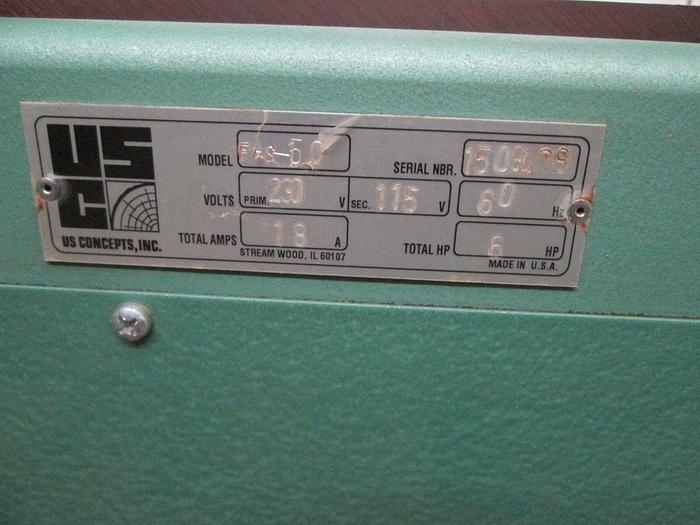 USC
US CONCEPTS, INC.
MODEL
SERIAL NBR.
VOLTS PRIM. 230 V SEC. 115 V 60 Hz
TOTAL AMPS 18 A TOTAL HP 6 HP
STREAM WOOD, IL 60107
MADE IN U.S.A.